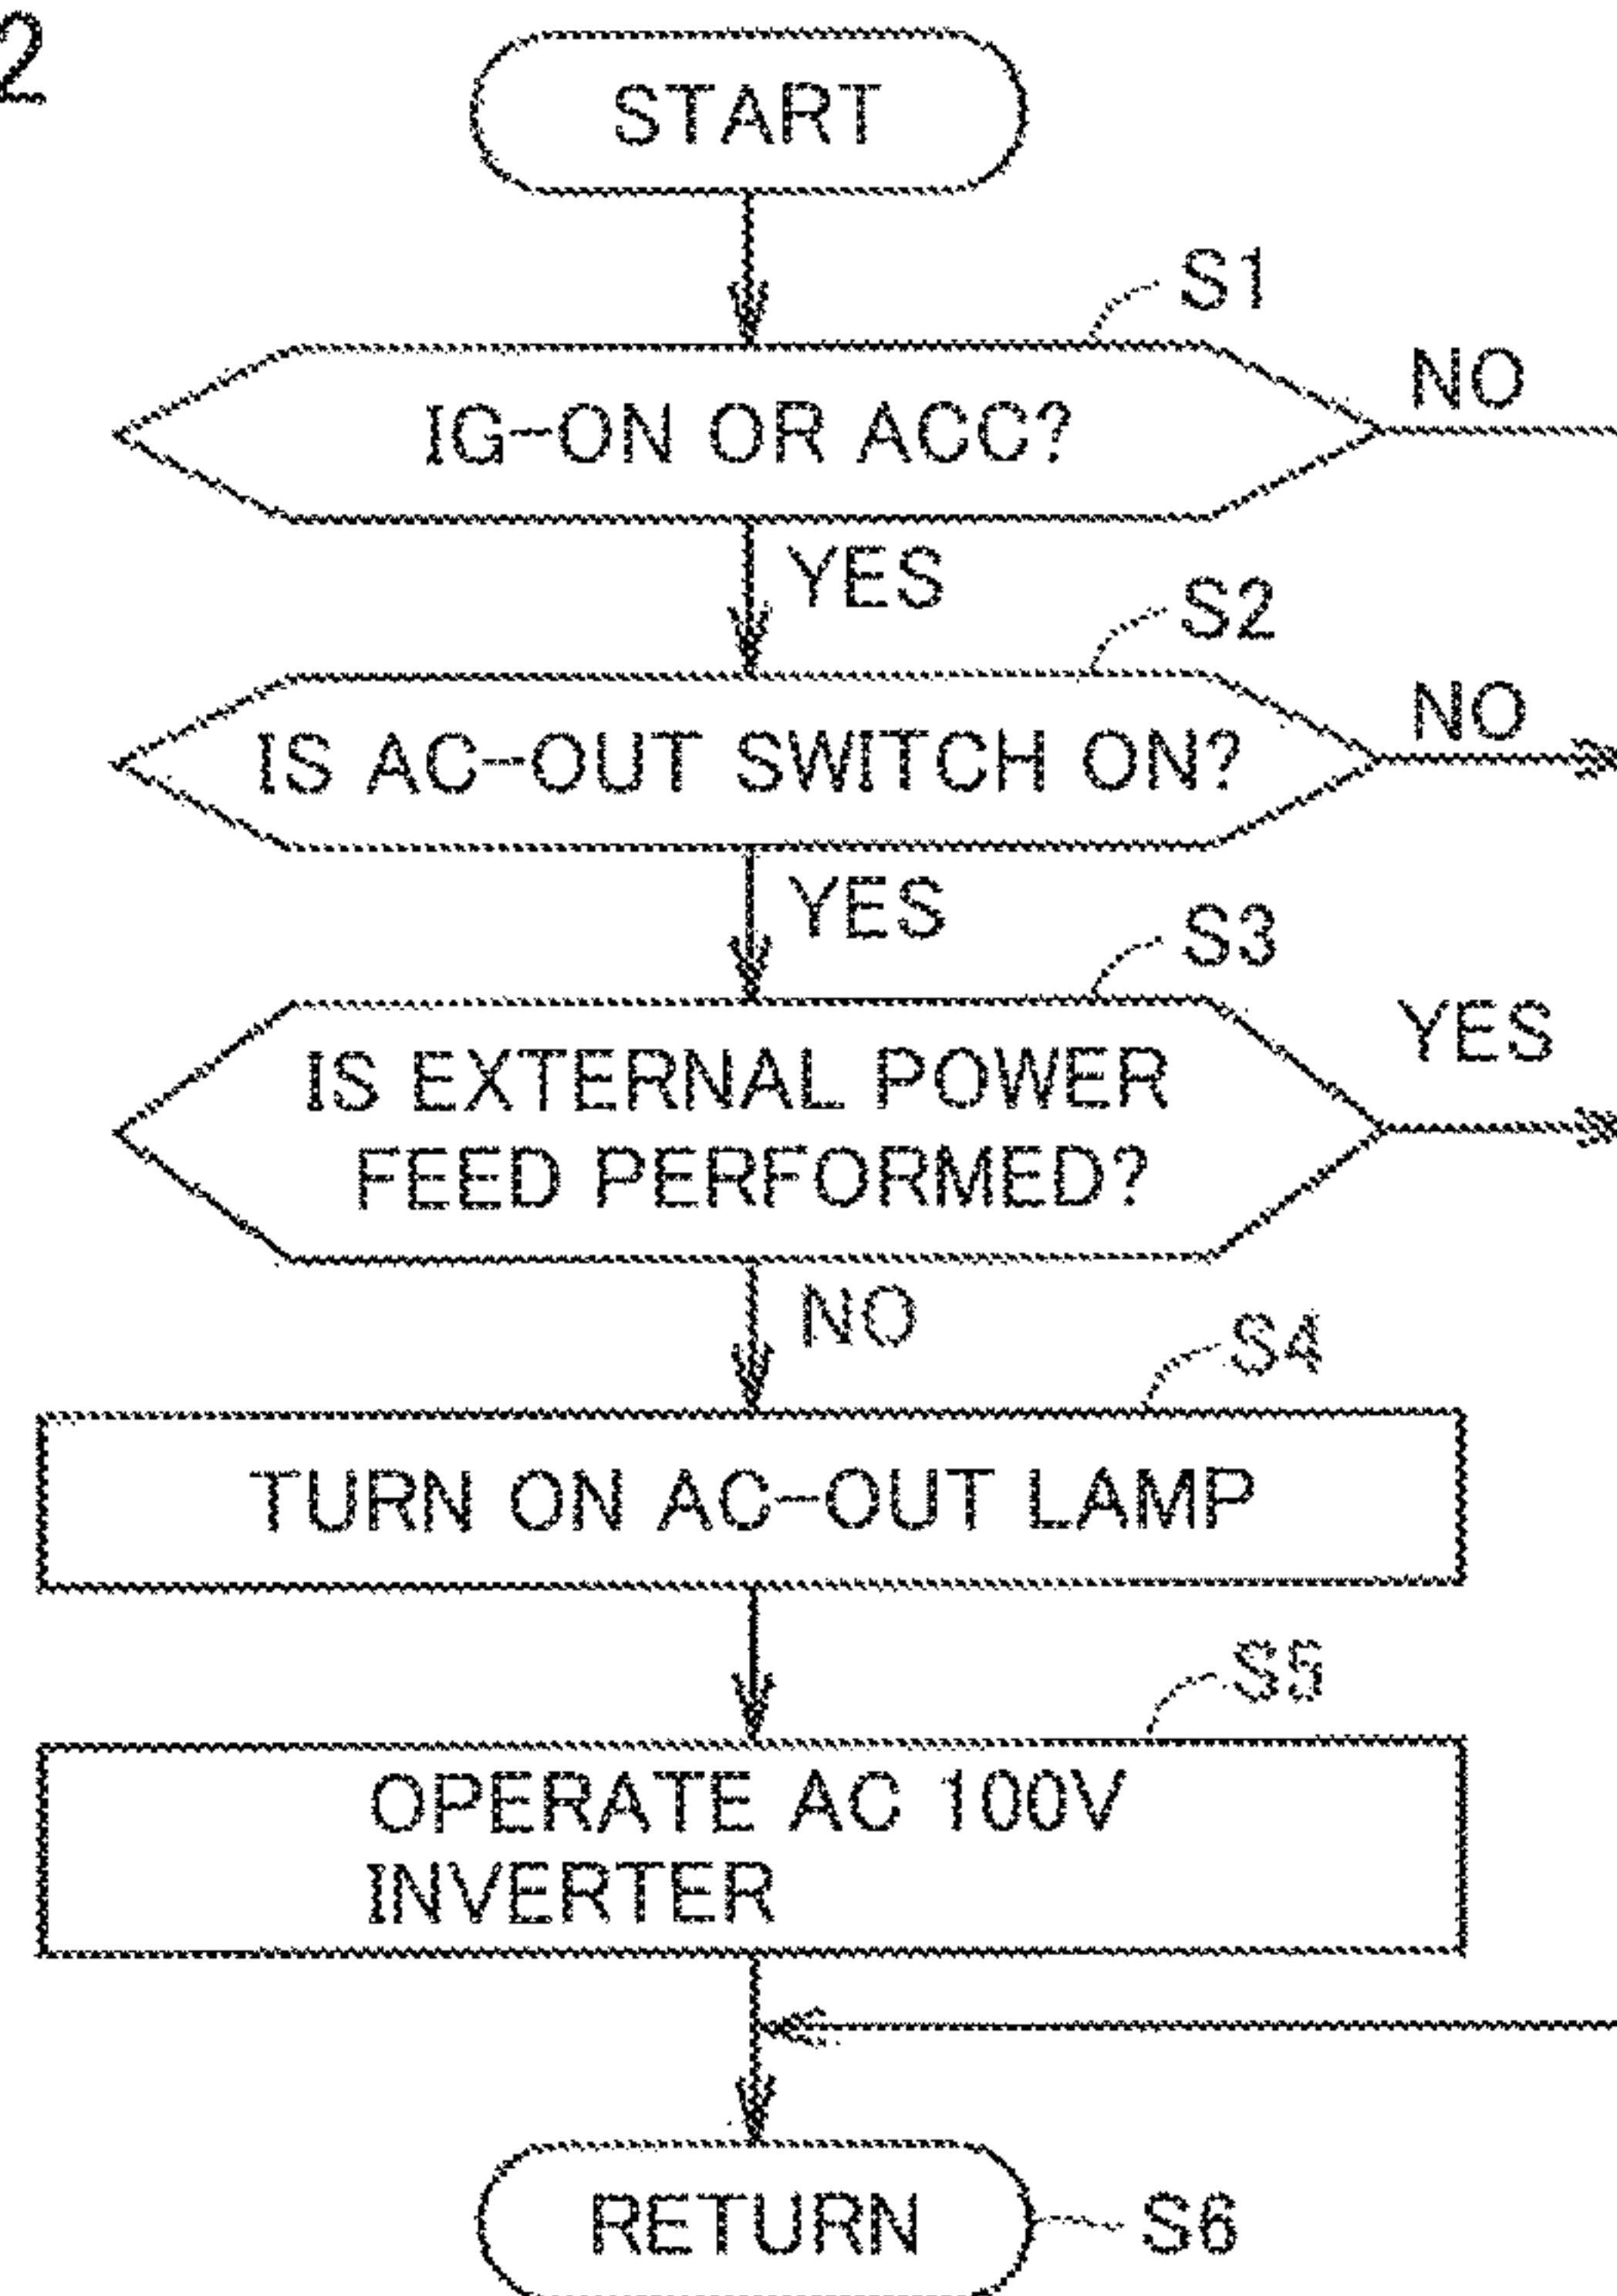 2
START
S1
IG-ON OR ACC?
NO
YES
S2
IS AC-OUT SWITCH ON?
NO
YES
S3
IS EXTERNAL POWER
FEED PERFORMED?
YES
NO
S4
TURN ON AC-OUT LAMP
S5
OPERATE AC 100V
INVERTER
RETURN
S6